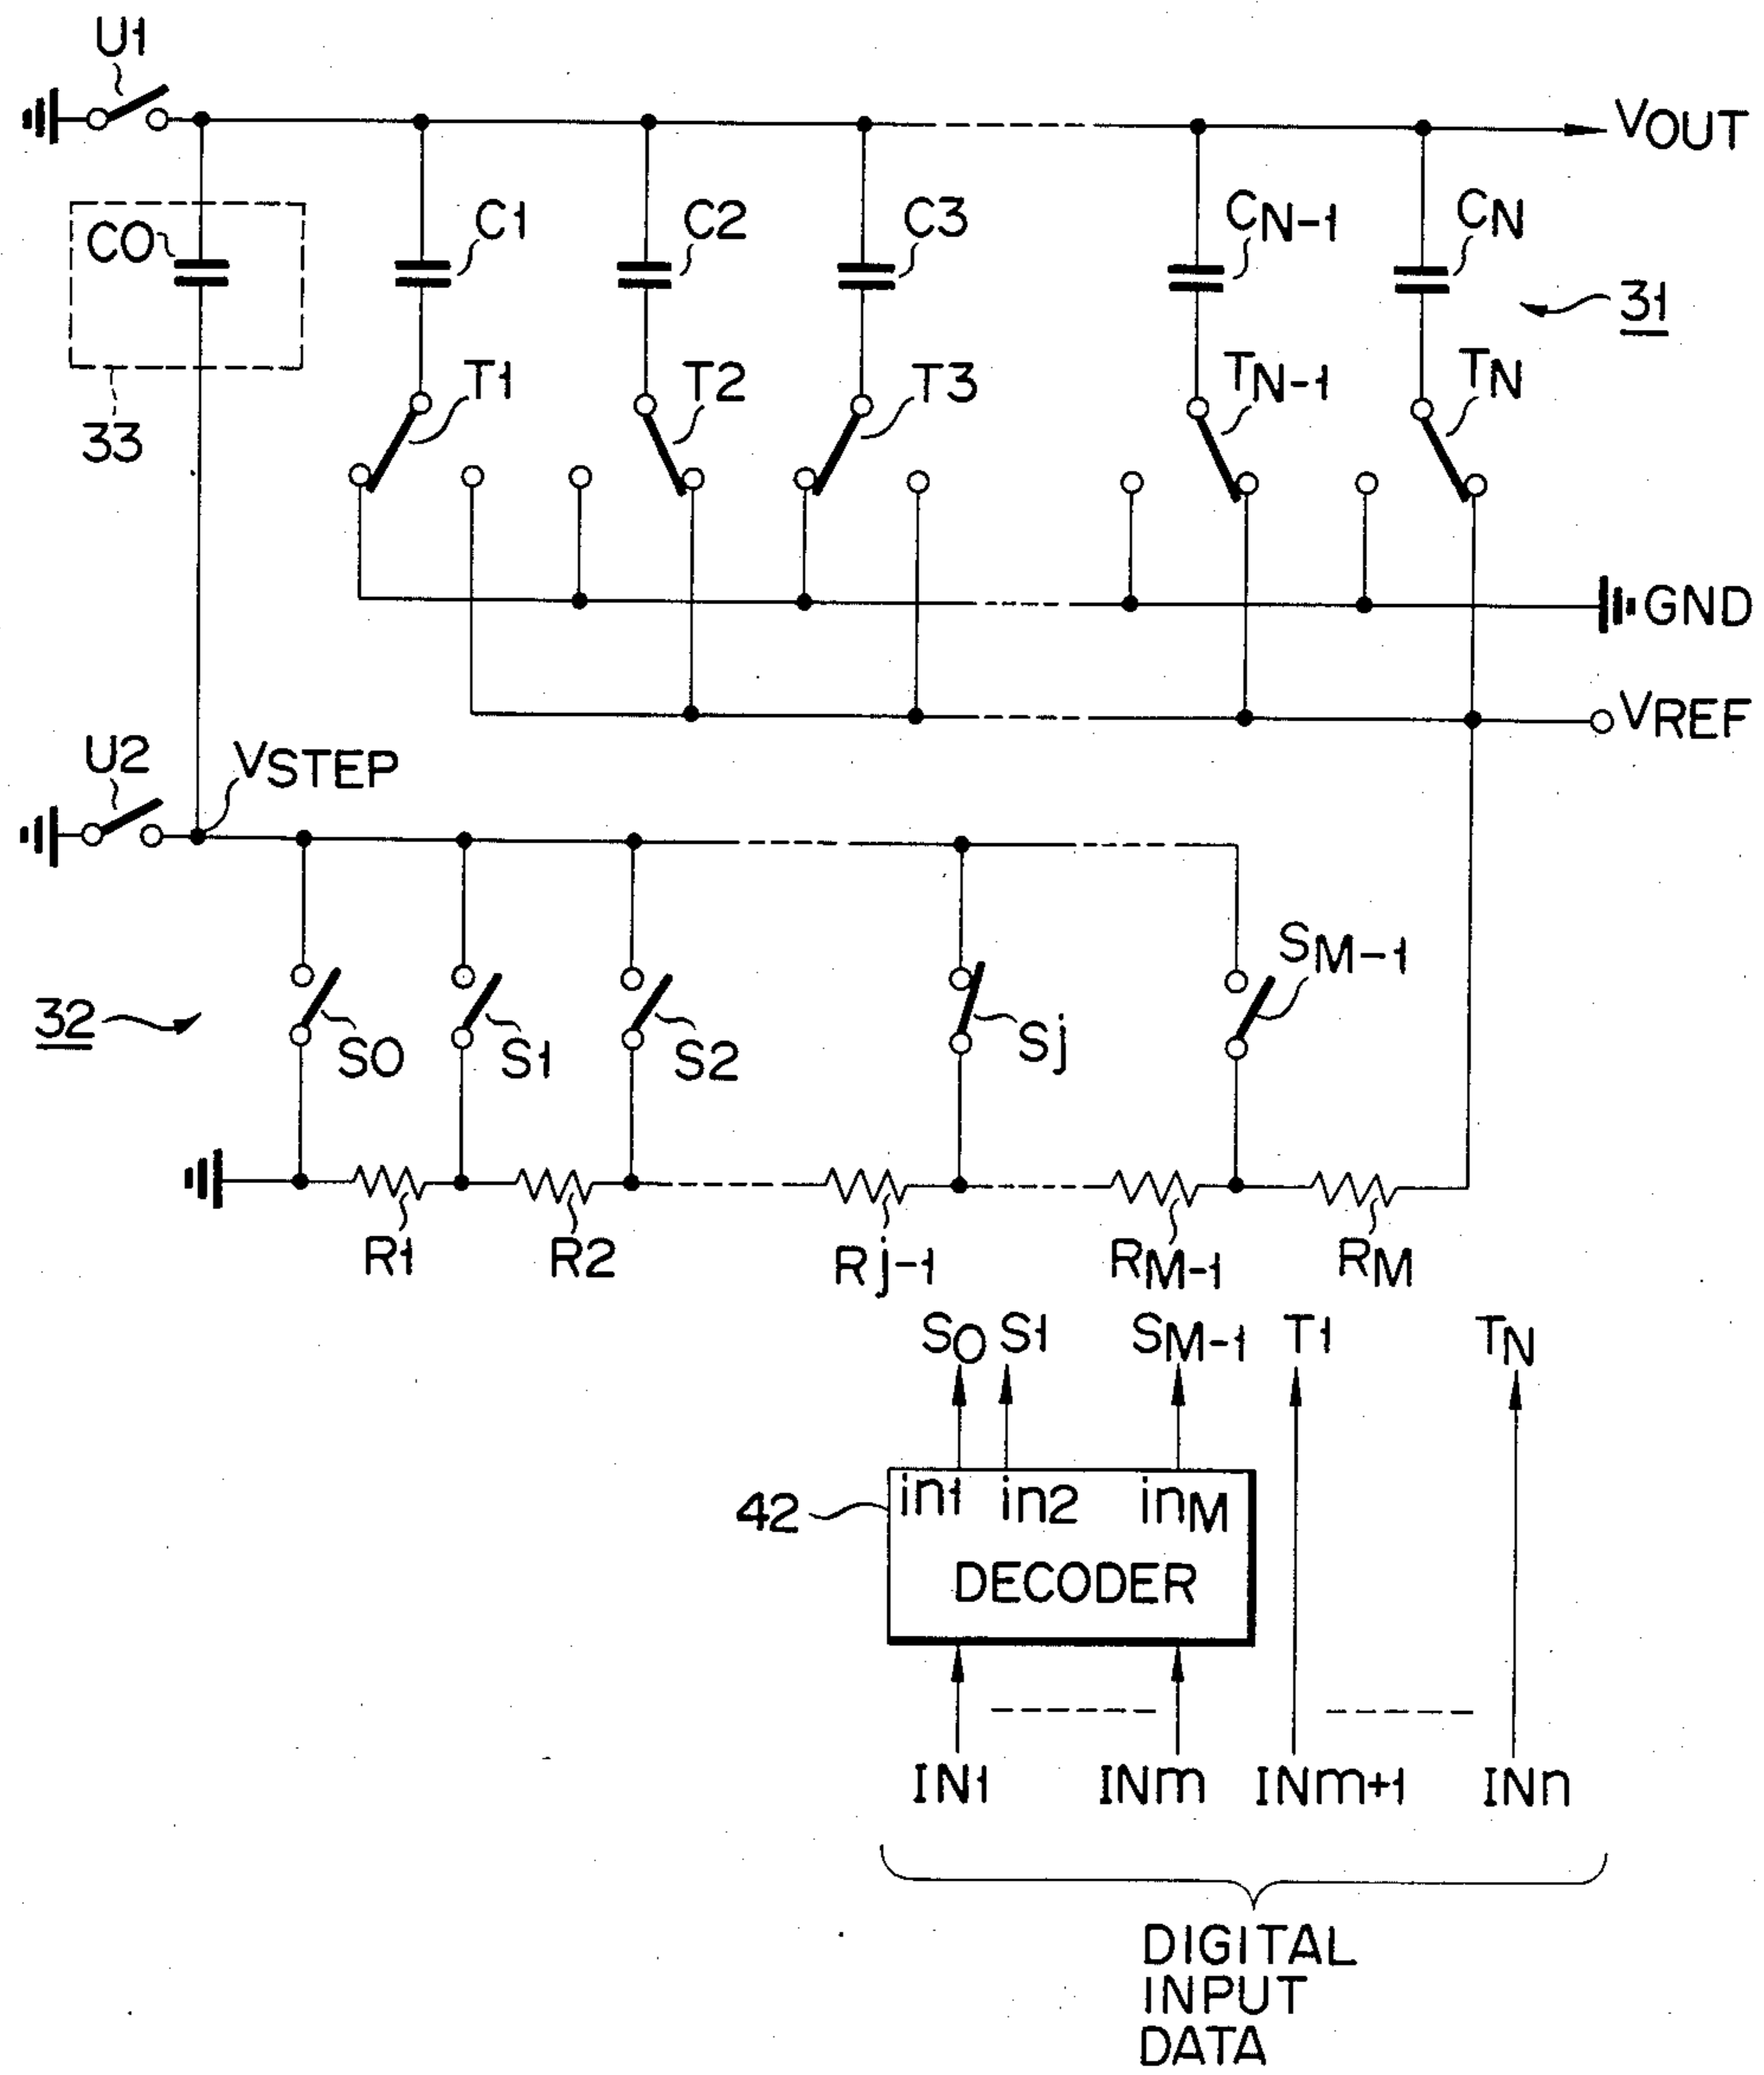 U1
VOUT
C0 C1 C2 C3 CN-1 CN
31
T1 T2 T3 TN-1 TN
33
GND
VREF
U2 VSTEP
SM-1
32
S0 S1 S2 Sj
R1 R2 Rj-1 RM-1 RM
S0 S1 SM-1 T1 TN
42
in1 in2 inM
DECODER
IN1 INm INm+1 INn
DIGITAL
INPUT
DATA